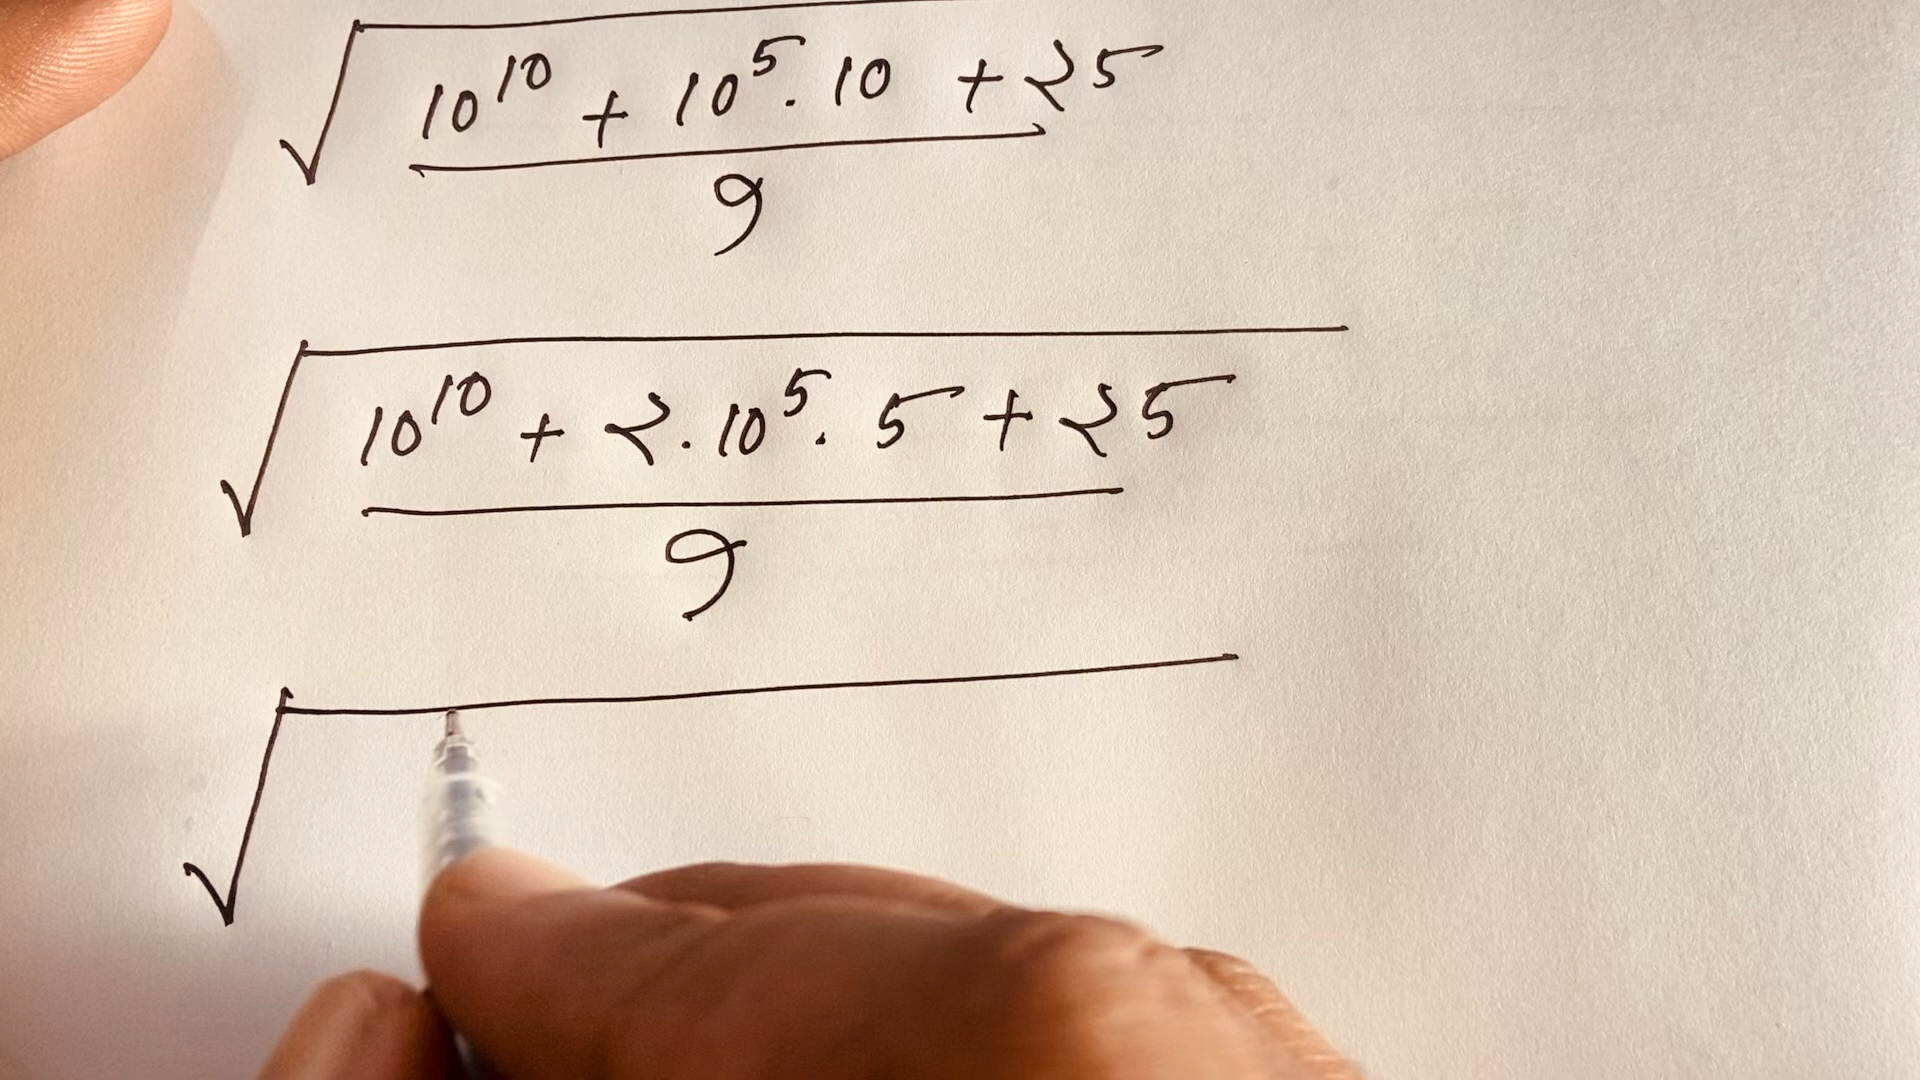 √(10^10 + 10^5 . 10 + 25
9
√(10^10 + 2 . 10^5 . 5 + 25
9
√